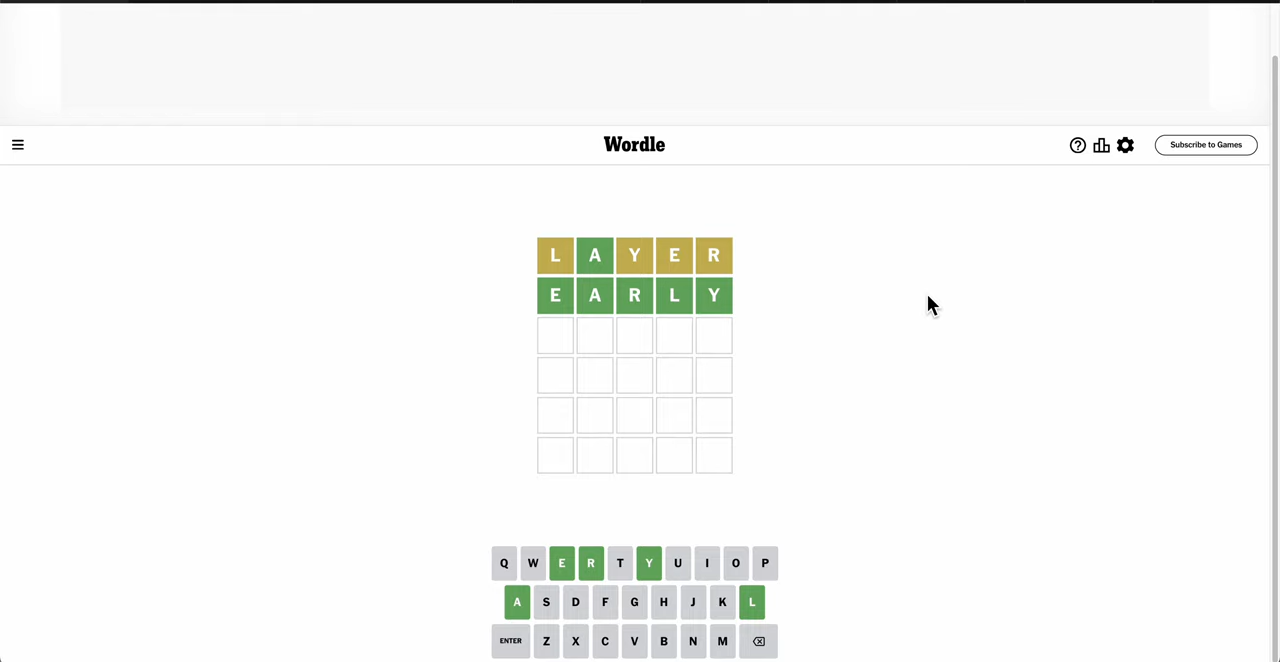 Wordle
Subscribe to Games
L A Y E R
E A R L Y
Q W E R T Y U I O P
A S D F G H J K L
ENTER Z X C V B N M